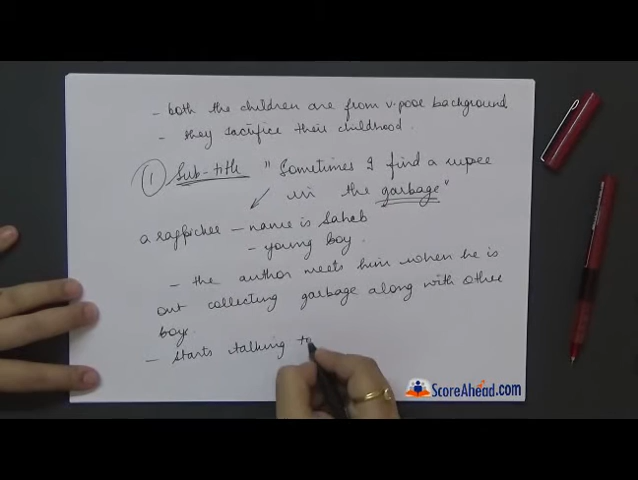 - both the children are from v. poor background
- they sacrifice their childhood.
1 Sub-title "Sometimes I find a rupee
in the garbage"
a ragpicker - name is Saheb
- young boy.
- the author meets him when he is
out collecting garbage along with other
boys.
- starts talking to
ScoreAhead.com